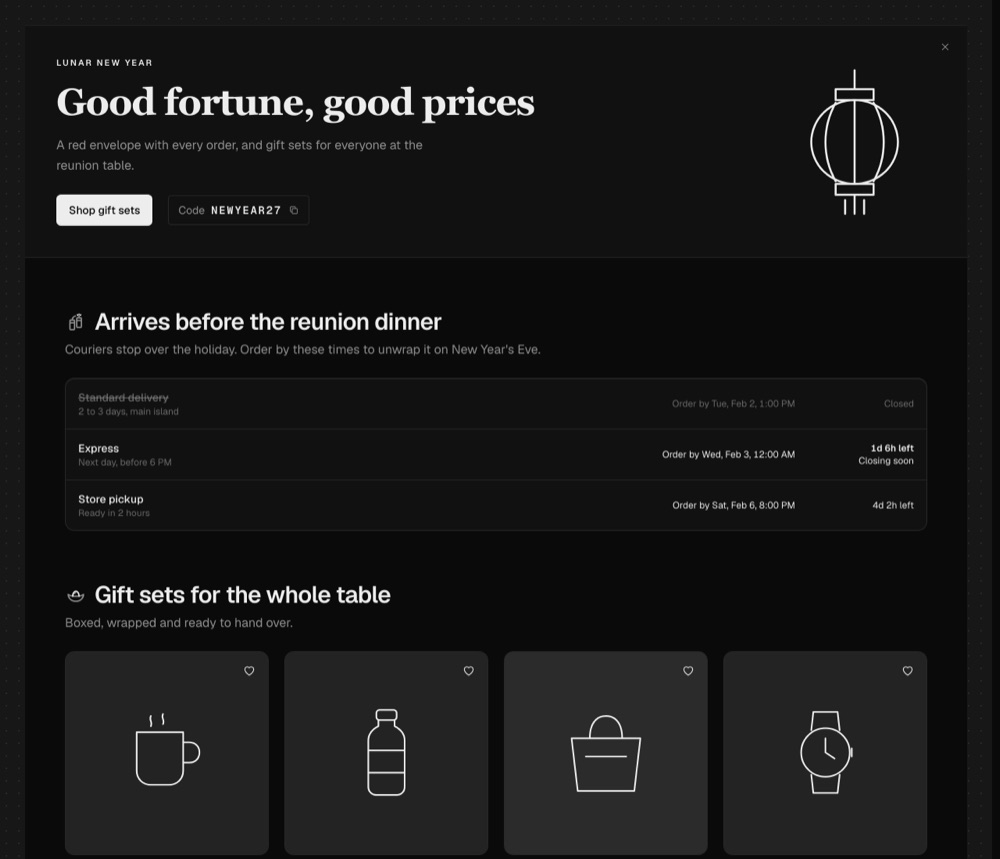 LUNAR NEW YEAR
Good fortune, good prices
A red envelope with every order, and gift sets for everyone at the
reunion table.
Shop gift sets
Code NEWYEAR27
Arrives before the reunion dinner
Couriers stop over the holiday. Order by these times to unwrap it on New Year's Eve.
Standard delivery
2 to 3 days, main island
Order by Tue, Feb 2, 1:00 PM
Closed
Express
Next day, before 6 PM
Order by Wed, Feb 3, 12:00 AM
1d 6h left
Closing soon
Store pickup
Ready in 2 hours
Order by Sat, Feb 6, 8:00 PM
4d 2h left
Gift sets for the whole table
Boxed, wrapped and ready to hand over.